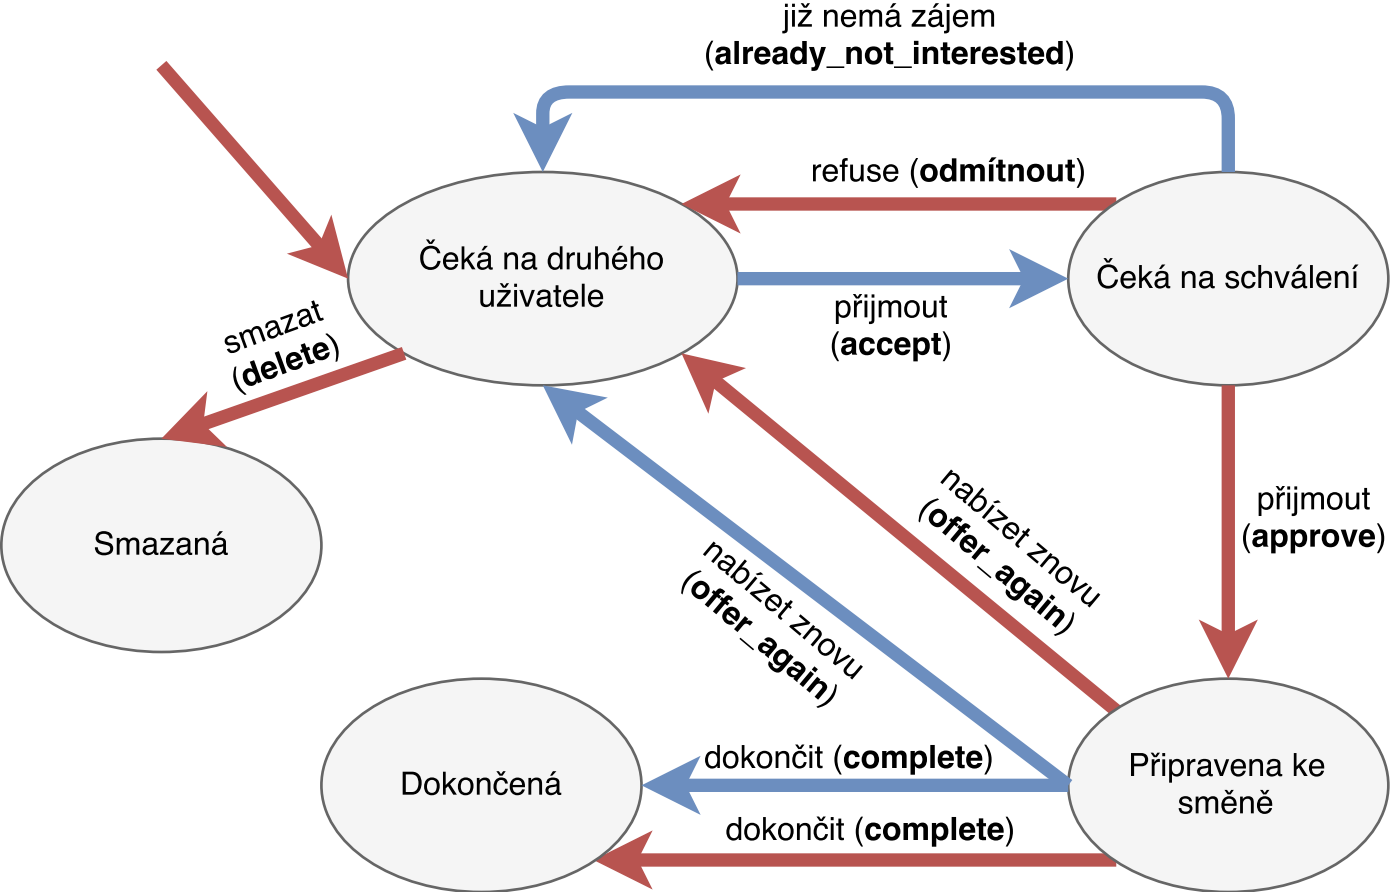 již nemá zájem
(already_not_interested)
refuse (odmítnout)
Čeká na druhého
uživatele
Čeká na schválení
přijmout
(accept)
smazat
(delete)
Smazaná
nabízet znovu
(offer_again)
přijmout
(approve)
nabízet znovu
(offer_again)
dokončit (complete)
Dokončená
Připravena ke
směně
dokončit (complete)